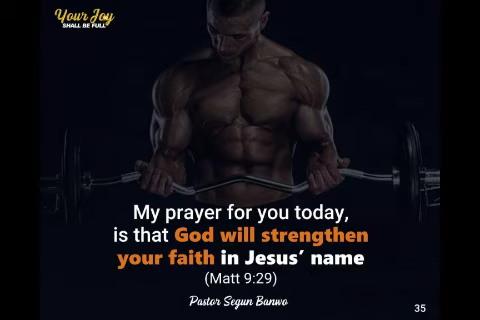 Your Joy
SHALL BE FULL
My prayer for you today,
is that God will strengthen
your faith in Jesus’ name
(Matt 9:29)
Pastor Segun Banwo
35